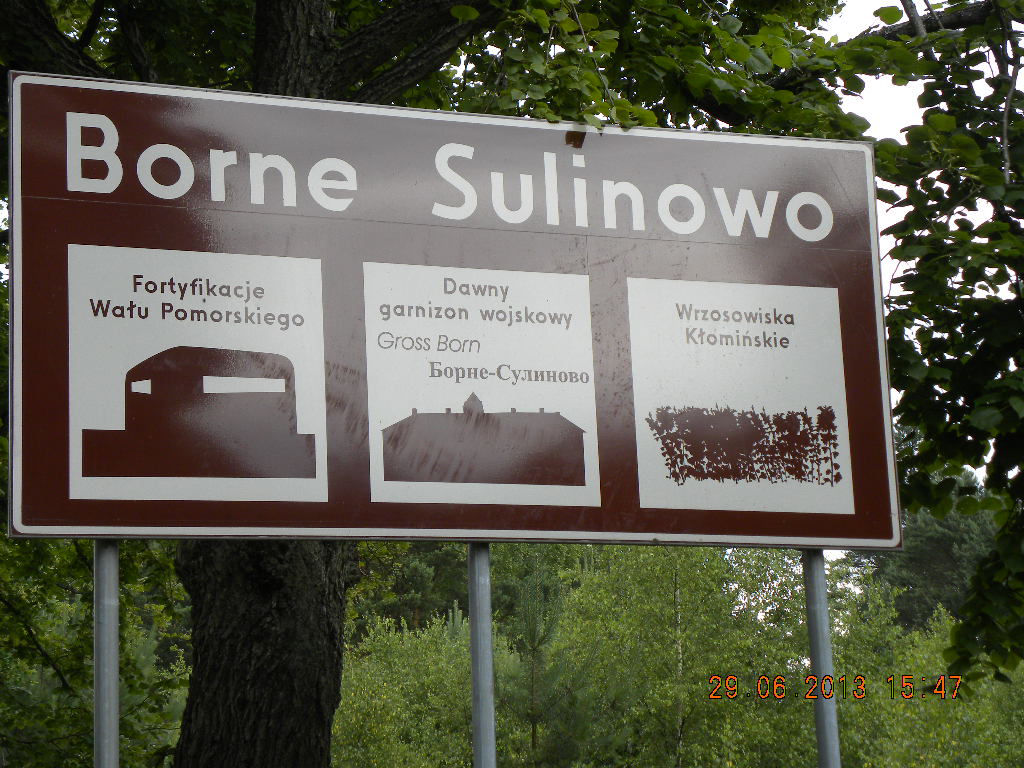 Borne Sulinowo
Fortyfikacje
Wału Pomorskiego
Dawny
garnizon wojskowy
Gross Born
Борне-Сулиново
Wrzosowiska
Kłomińskie
29.06.2013 15:47